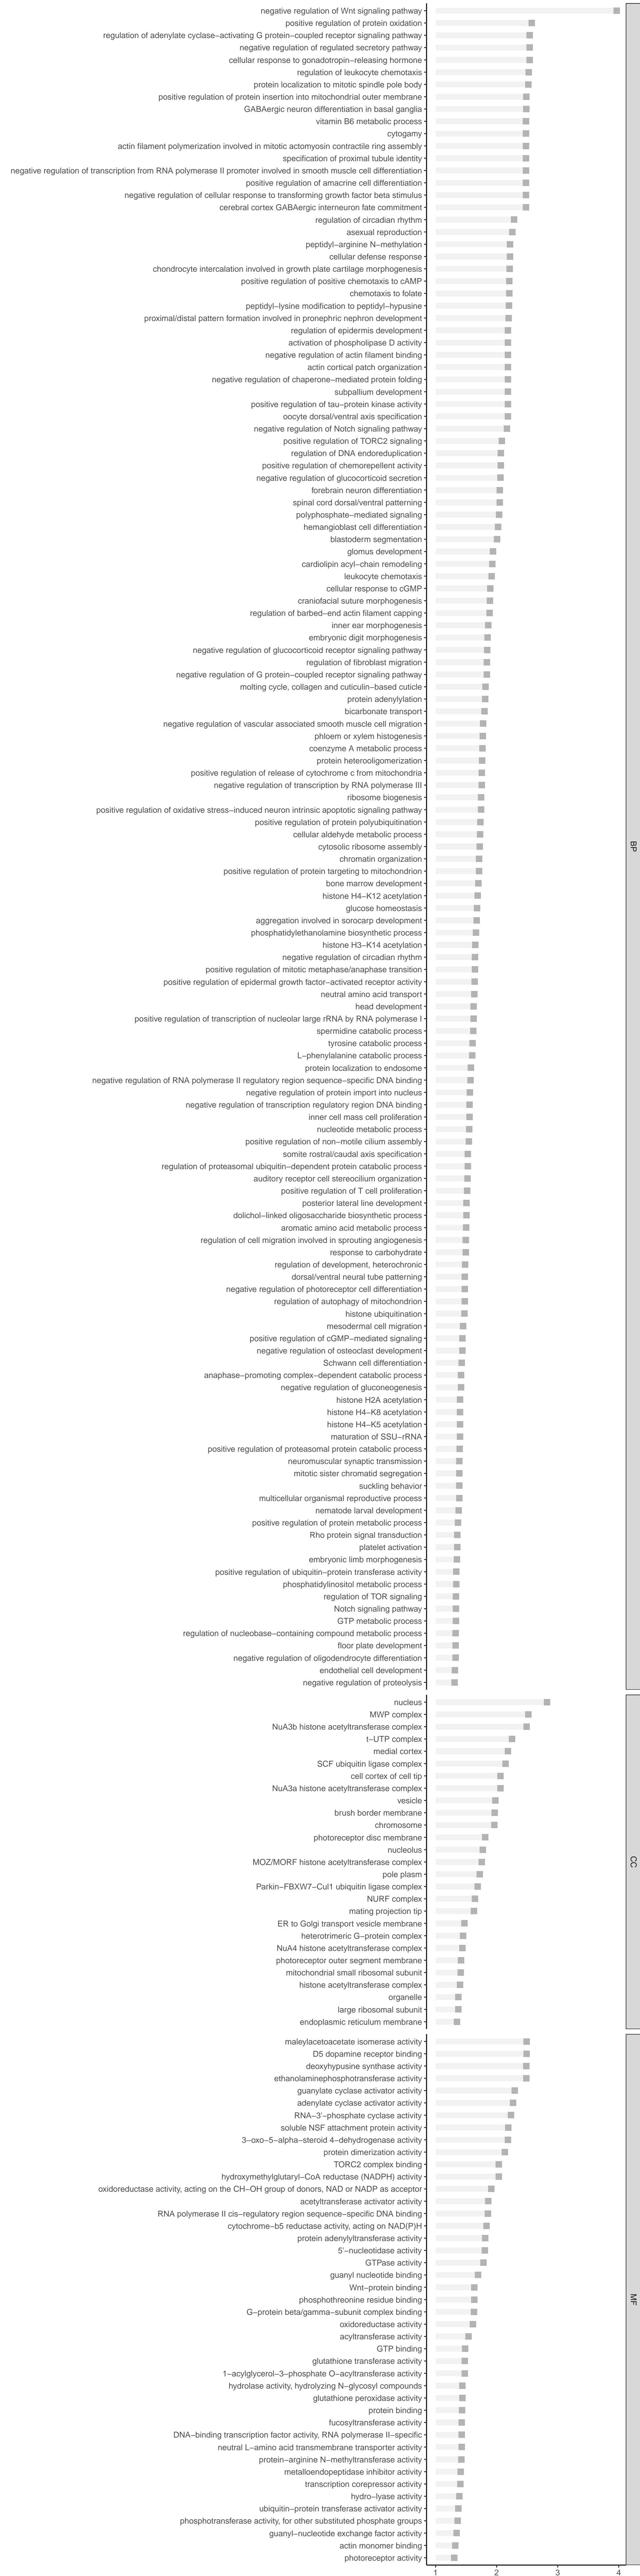 negative regulation of Wnt signaling pathway
positive regulation of protein oxidation
regulation of adenylate cyclase−activating G protein−coupled receptor signaling pathway
negative regulation of regulated secretory pathway
cellular response to gonadotropin−releasing hormone
regulation of leukocyte chemotaxis
protein localization to mitotic spindle pole body
positive regulation of protein insertion into mitochondrial outer membrane
GABAergic neuron differentiation in basal ganglia
vitamin B6 metabolic process
cytogamy
actin filament polymerization involved in mitotic actomyosin contractile ring assembly
specification of proximal tubule identity
negative regulation of transcription from RNA polymerase II promoter involved in smooth muscle cell differentiation
positive regulation of amacrine cell differentiation
negative regulation of cellular response to transforming growth factor beta stimulus
cerebral cortex GABAergic interneuron fate commitment
regulation of circadian rhythm
asexual reproduction
peptidyl−arginine N−methylation
cellular defense response
chondrocyte intercalation involved in growth plate cartilage morphogenesis
positive regulation of positive chemotaxis to cAMP
chemotaxis to folate
peptidyl−lysine modification to peptidyl−hypusine
proximal/distal pattern formation involved in pronephric nephron development
regulation of epidermis development
activation of phospholipase D activity
negative regulation of actin filament binding
actin cortical patch organization
negative regulation of chaperone−mediated protein folding
subpallium development
positive regulation of tau−protein kinase activity
oocyte dorsal/ventral axis specification
negative regulation of Notch signaling pathway
positive regulation of TORC2 signaling
regulation of DNA endoreduplication
positive regulation of chemorepellent activity
negative regulation of glucocorticoid secretion
forebrain neuron differentiation
spinal cord dorsal/ventral patterning
polyphosphate−mediated signaling
hemangioblast cell differentiation
blastoderm segmentation
glomus development
cardiolipin acyl−chain remodeling
leukocyte chemotaxis
cellular response to cGMP
craniofacial suture morphogenesis
regulation of barbed−end actin filament capping
inner ear morphogenesis
embryonic digit morphogenesis
negative regulation of glucocorticoid receptor signaling pathway
regulation of fibroblast migration
negative regulation of G protein−coupled receptor signaling pathway
molting cycle, collagen and cuticulin−based cuticle
protein adenylylation
bicarbonate transport
negative regulation of vascular associated smooth muscle cell migration
phloem or xylem histogenesis
coenzyme A metabolic process
protein heterooligomerization
positive regulation of release of cytochrome c from mitochondria
negative regulation of transcription by RNA polymerase III
ribosome biogenesis
positive regulation of oxidative stress−induced neuron intrinsic apoptotic signaling pathway
positive regulation of protein polyubiquitination
cellular aldehyde metabolic process
cytosolic ribosome assembly
chromatin organization
positive regulation of protein targeting to mitochondrion
bone marrow development
histone H4−K12 acetylation
glucose homeostasis
aggregation involved in sorocarp development
phosphatidylethanolamine biosynthetic process
histone H3−K14 acetylation
negative regulation of circadian rhythm
positive regulation of mitotic metaphase/anaphase transition
positive regulation of epidermal growth factor−activated receptor activity
neutral amino acid transport
head development
positive regulation of transcription of nucleolar large rRNA by RNA polymerase I
spermidine catabolic process
tyrosine catabolic process
L−phenylalanine catabolic process
protein localization to endosome
negative regulation of RNA polymerase II regulatory region sequence−specific DNA binding
negative regulation of protein import into nucleus
negative regulation of transcription regulatory region DNA binding
inner cell mass cell proliferation
nucleotide metabolic process
positive regulation of non−motile cilium assembly
somite rostral/caudal axis specification
regulation of proteasomal ubiquitin−dependent protein catabolic process
auditory receptor cell stereocilium organization
positive regulation of T cell proliferation
posterior lateral line development
dolichol−linked oligosaccharide biosynthetic process
aromatic amino acid metabolic process
regulation of cell migration involved in sprouting angiogenesis
response to carbohydrate
regulation of development, heterochronic
dorsal/ventral neural tube patterning
negative regulation of photoreceptor cell differentiation
regulation of autophagy of mitochondrion
histone ubiquitination
mesodermal cell migration
positive regulation of cGMP−mediated signaling
negative regulation of osteoclast development
Schwann cell differentiation
anaphase−promoting complex−dependent catabolic process
negative regulation of gluconeogenesis
histone H2A acetylation
histone H4−K8 acetylation
histone H4−K5 acetylation
maturation of SSU−rRNA
positive regulation of proteasomal protein catabolic process
neuromuscular synaptic transmission
mitotic sister chromatid segregation
suckling behavior
multicellular organismal reproductive process
nematode larval development
positive regulation of protein metabolic process
Rho protein signal transduction
platelet activation
embryonic limb morphogenesis
positive regulation of ubiquitin−protein transferase activity
phosphatidylinositol metabolic process
regulation of TOR signaling
Notch signaling pathway
GTP metabolic process
regulation of nucleobase−containing compound metabolic process
floor plate development
negative regulation of oligodendrocyte differentiation
endothelial cell development
negative regulation of proteolysis
BP
nucleus
MWP complex
NuA3b histone acetyltransferase complex
t−UTP complex
medial cortex
SCF ubiquitin ligase complex
cell cortex of cell tip
NuA3a histone acetyltransferase complex
vesicle
brush border membrane
chromosome
photoreceptor disc membrane
nucleolus
MOZ/MORF histone acetyltransferase complex
pole plasm
Parkin−FBXW7−Cul1 ubiquitin ligase complex
NURF complex
mating projection tip
ER to Golgi transport vesicle membrane
heterotrimeric G−protein complex
NuA4 histone acetyltransferase complex
photoreceptor outer segment membrane
mitochondrial small ribosomal subunit
histone acetyltransferase complex
organelle
large ribosomal subunit
endoplasmic reticulum membrane
CC
maleylacetoacetate isomerase activity
D5 dopamine receptor binding
deoxyhypusine synthase activity
ethanolaminephosphotransferase activity
guanylate cyclase activator activity
adenylate cyclase activator activity
RNA−3'−phosphate cyclase activity
soluble NSF attachment protein activity
3−oxo−5−alpha−steroid 4−dehydrogenase activity
protein dimerization activity
TORC2 complex binding
hydroxymethylglutaryl−CoA reductase (NADPH) activity
oxidoreductase activity, acting on the CH−OH group of donors, NAD or NADP as acceptor
acetyltransferase activator activity
RNA polymerase II cis−regulatory region sequence−specific DNA binding
cytochrome−b5 reductase activity, acting on NAD(P)H
protein adenylyltransferase activity
5'−nucleotidase activity
GTPase activity
guanyl nucleotide binding
Wnt−protein binding
phosphothreonine residue binding
G−protein beta/gamma−subunit complex binding
oxidoreductase activity
acyltransferase activity
GTP binding
glutathione transferase activity
1−acylglycerol−3−phosphate O−acyltransferase activity
hydrolase activity, hydrolyzing N−glycosyl compounds
glutathione peroxidase activity
protein binding
fucosyltransferase activity
DNA−binding transcription factor activity, RNA polymerase II−specific
neutral L−amino acid transmembrane transporter activity
protein−arginine N−methyltransferase activity
metalloendopeptidase inhibitor activity
transcription corepressor activity
hydro−lyase activity
ubiquitin−protein transferase activator activity
phosphotransferase activity, for other substituted phosphate groups
guanyl−nucleotide exchange factor activity
actin monomer binding
photoreceptor activity
MF
1 2 3 4